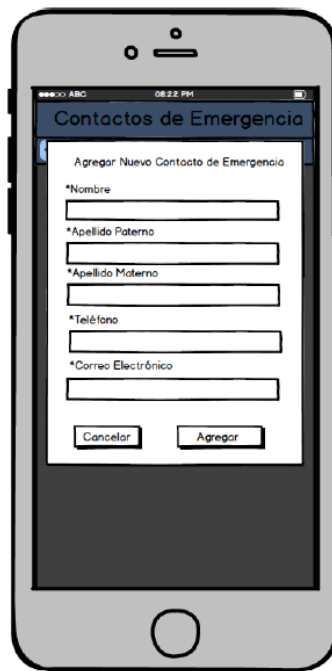 ABC 08:22 PM
Contactos de Emergencia
Agregar Nuevo Contacto de Emergencia
*Nombre
*Apellido Paterno
*Apellido Materno
*Teléfono
*Correo Electrónico
Cancelar Agregar